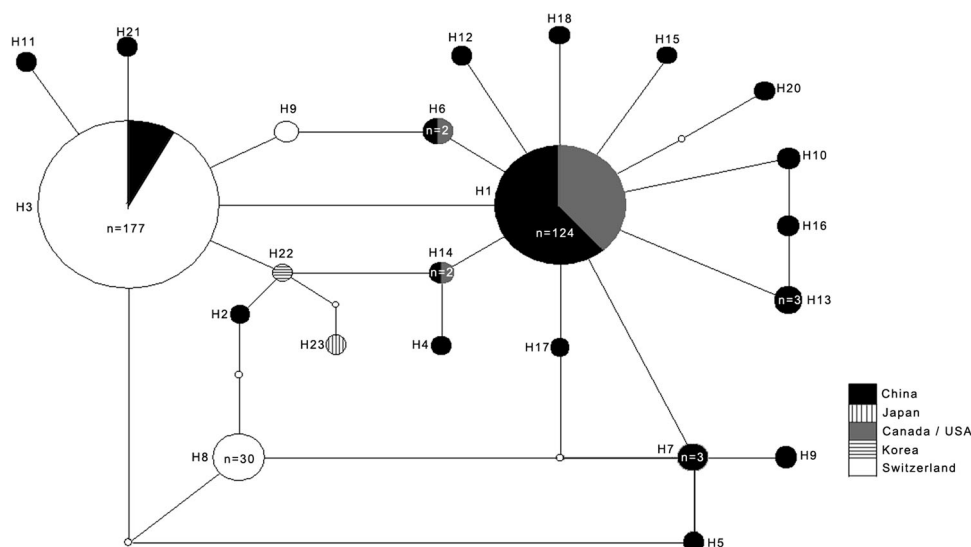 H11
H21
H12
H18
H15
H20
H9
H6
n=2
H10
H3
n=177
H1
n=124
H16
H22
H14
n=2
n=3
H13
H2
H23
H4
H17
H8
n=30
H7
n=3
H9
H5
China
Japan
Canada / USA
Korea
Switzerland